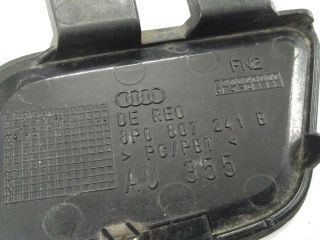 FN2
DE REO
8P0 807 241 B
> PC/PBT <
AU 355